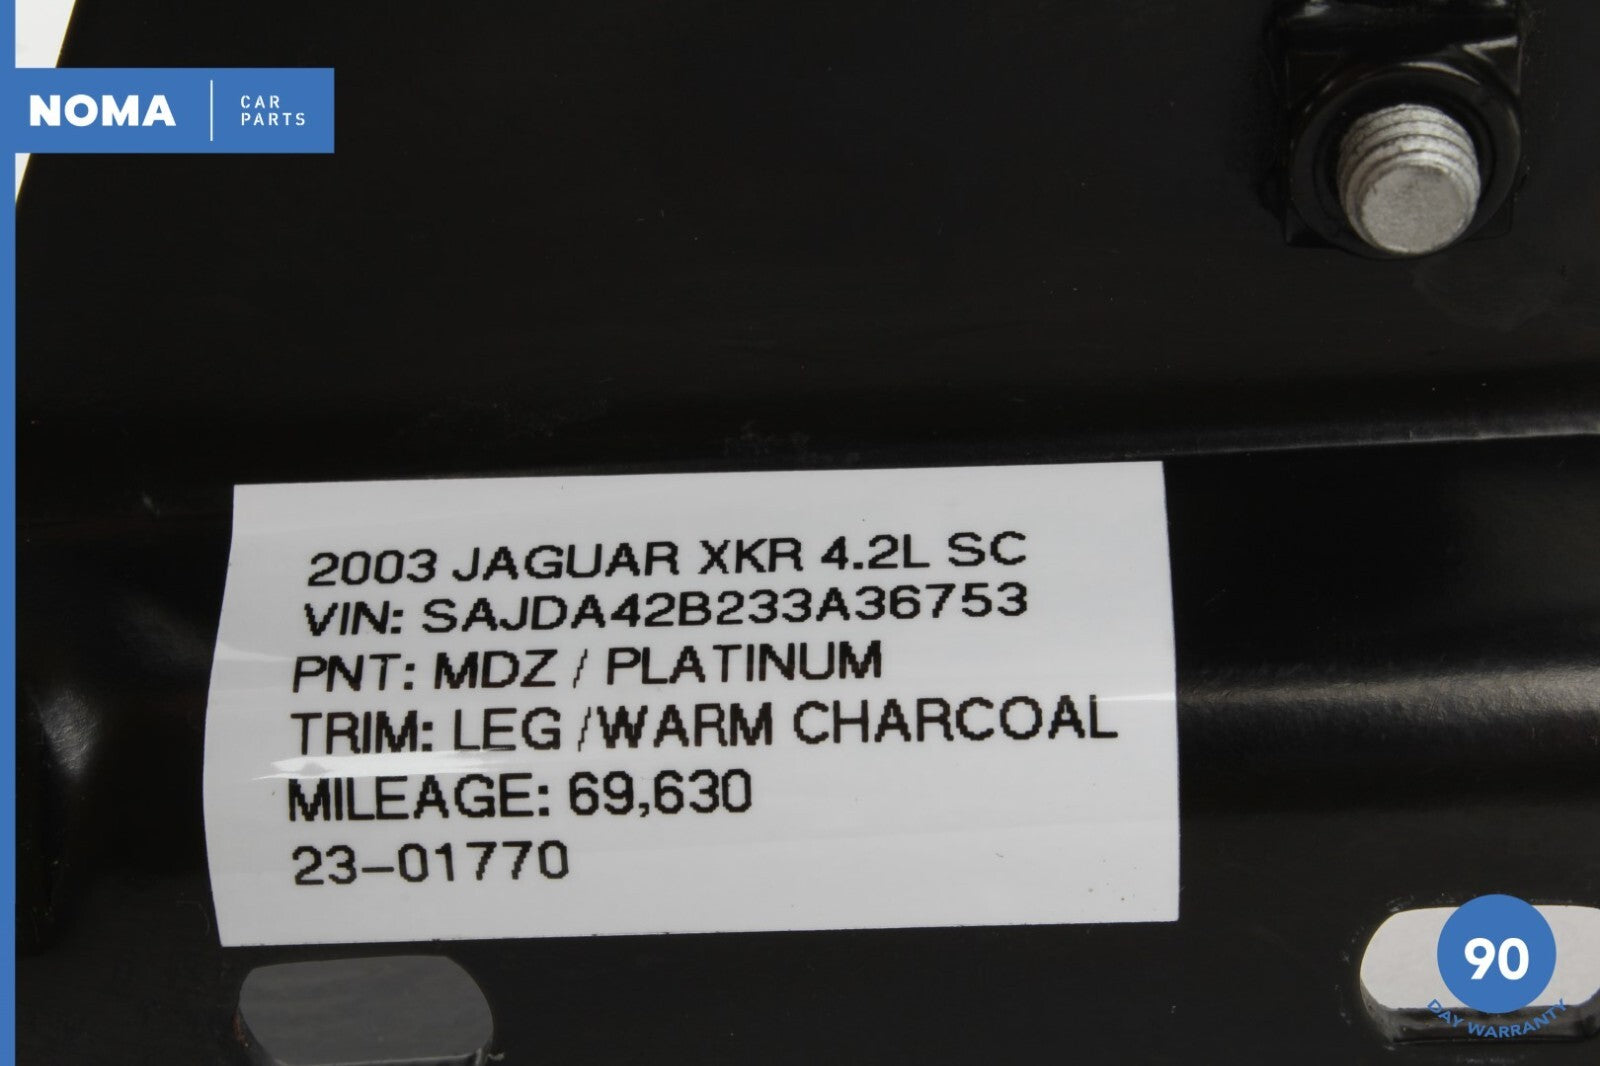 NOMA
CAR
PARTS
2003 JAGUAR XKR 4.2L SC
VIN: SAJDA42B233A36753
PNT: MDZ / PLATINUM
TRIM: LEG /WARM CHARCOAL
MILEAGE: 69,630
23-01770
90
DAY WARRANTY